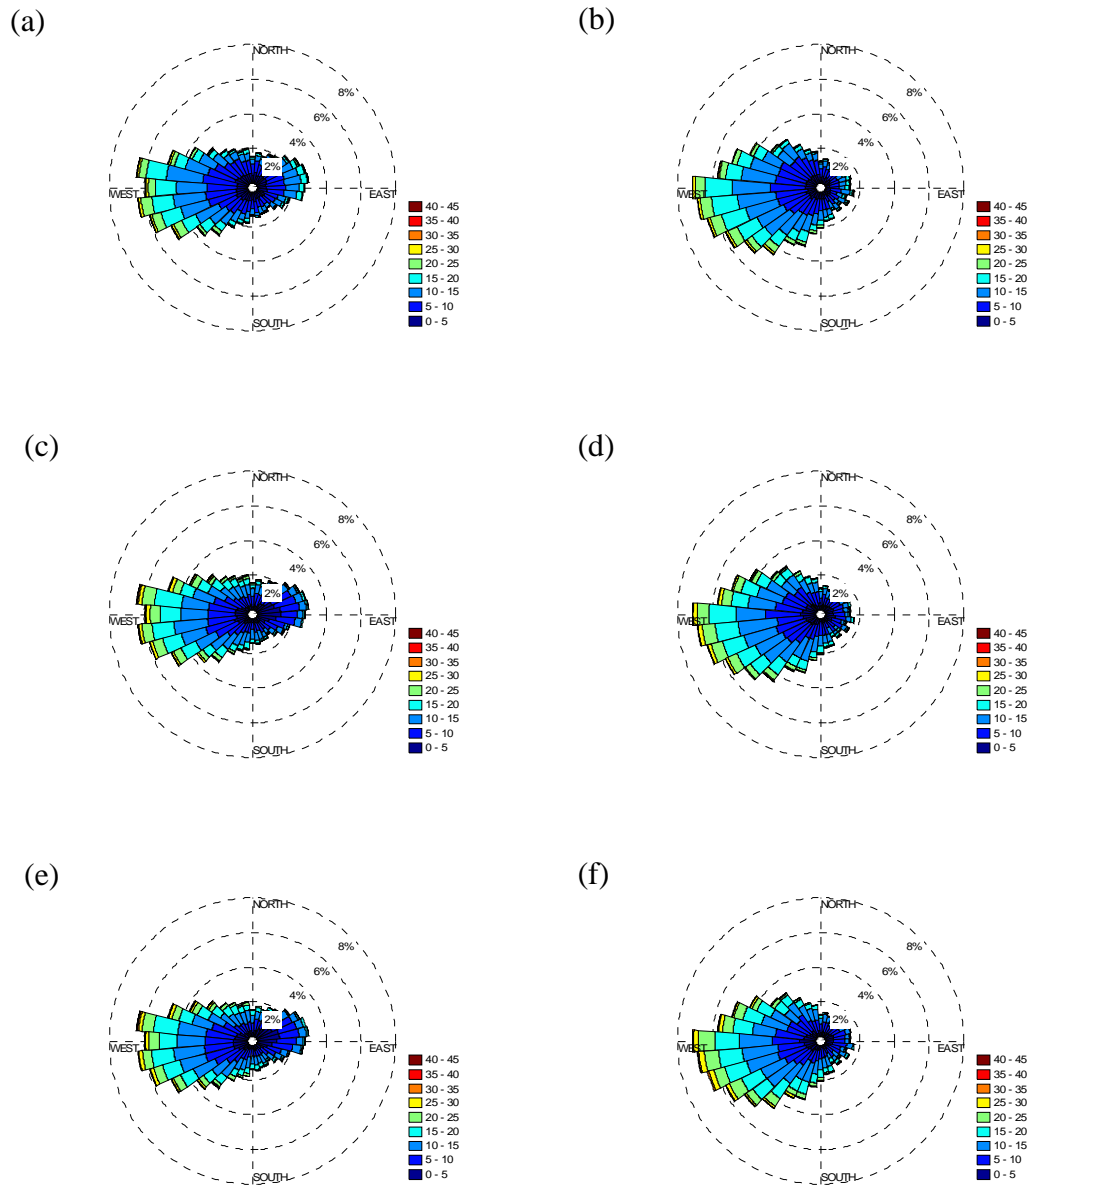 (a)
NORTH
8%
6%
4%
2%
WEST
EAST
SOUTH
40 - 45
35 - 40
30 - 35
25 - 30
20 - 25
15 - 20
10 - 15
5 - 10
0 - 5
(b)
NORTH
8%
6%
4%
2%
WEST
EAST
SOUTH
40 - 45
35 - 40
30 - 35
25 - 30
20 - 25
15 - 20
10 - 15
5 - 10
0 - 5
(c)
NORTH
8%
6%
4%
2%
WEST
EAST
SOUTH
40 - 45
35 - 40
30 - 35
25 - 30
20 - 25
15 - 20
10 - 15
5 - 10
0 - 5
(d)
NORTH
8%
6%
4%
2%
WEST
EAST
SOUTH
40 - 45
35 - 40
30 - 35
25 - 30
20 - 25
15 - 20
10 - 15
5 - 10
0 - 5
(e)
NORTH
8%
6%
4%
2%
WEST
EAST
SOUTH
40 - 45
35 - 40
30 - 35
25 - 30
20 - 25
15 - 20
10 - 15
5 - 10
0 - 5
(f)
NORTH
8%
6%
4%
2%
WEST
EAST
SOUTH
40 - 45
35 - 40
30 - 35
25 - 30
20 - 25
15 - 20
10 - 15
5 - 10
0 - 5